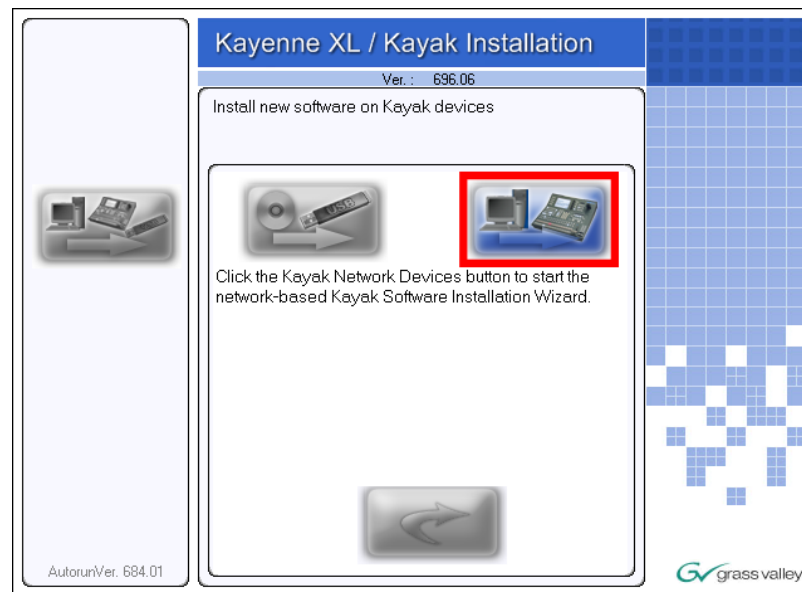 Kayenne XL / Kayak Installation
Ver. : 696.06
Install new software on Kayak devices
USB
Click the Kayak Network Devices button to start the
network-based Kayak Software Installation Wizard.
AutorunVer. 684.01
GV grass valley